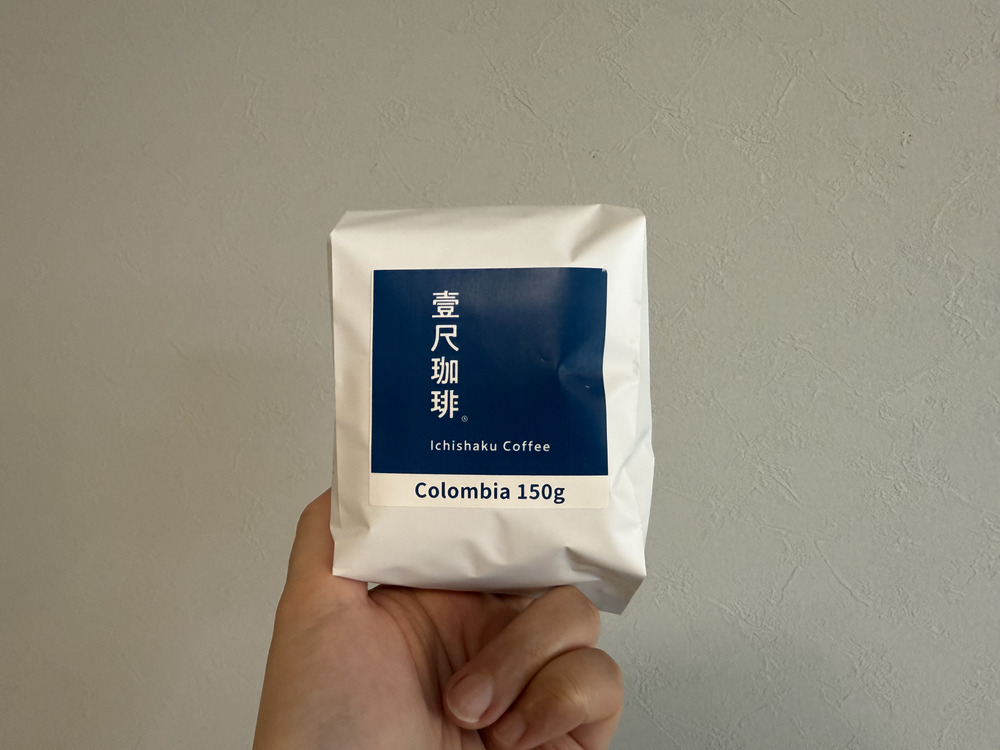 壹尺珈琲
Ichishaku Coffee
Colombia 150g